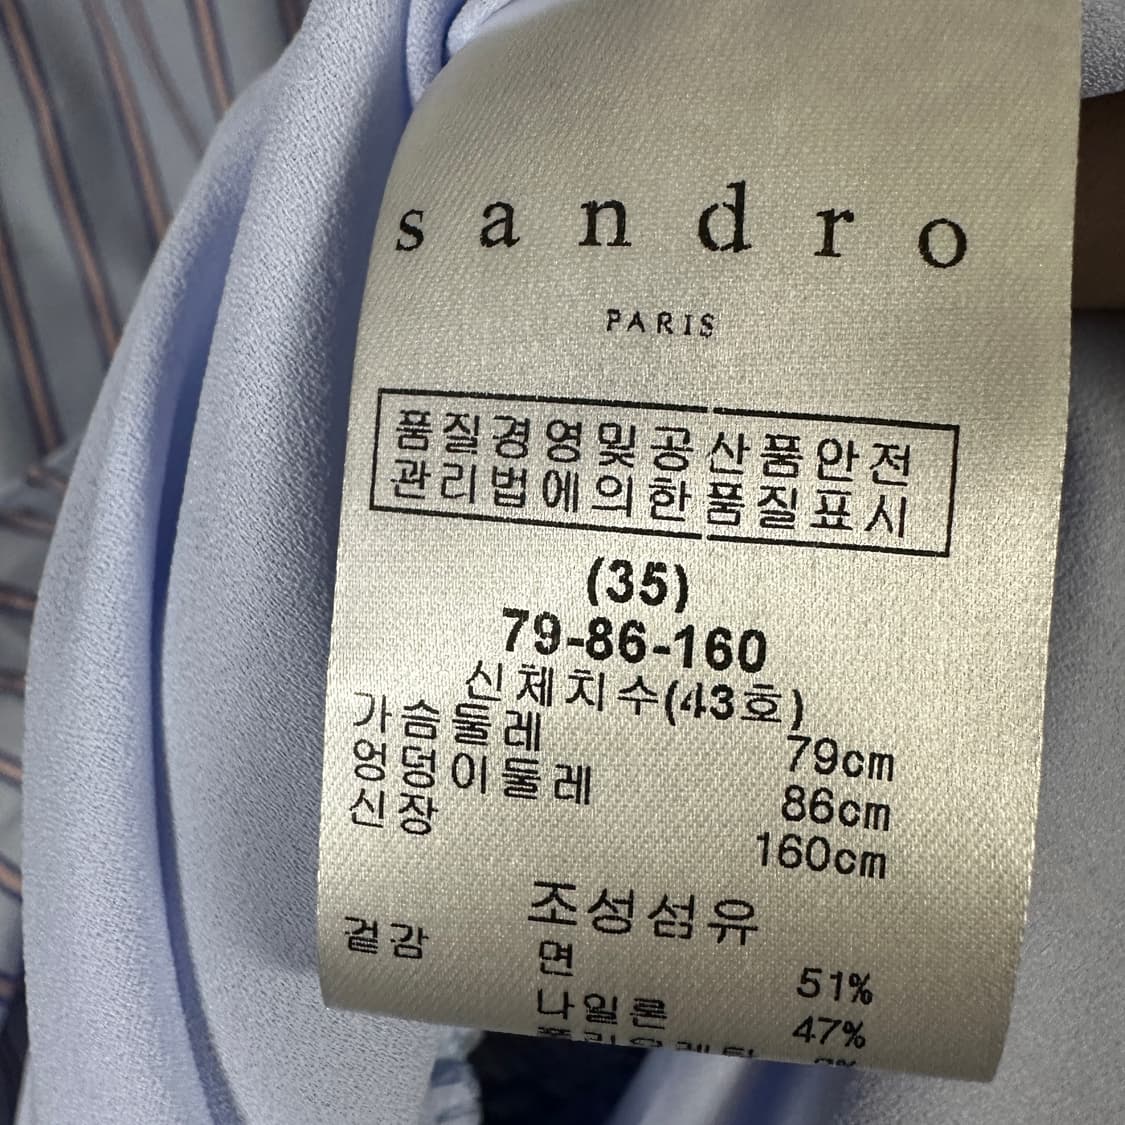 sandro
PARIS
품질경영및공산품안전
관리법에의한품질표시
(35)
79-86-160
신체치수(43호)
가슴둘레 79cm
엉덩이둘레 86cm
신장 160cm
조성섬유
겉감 면 51%
나일론 47%